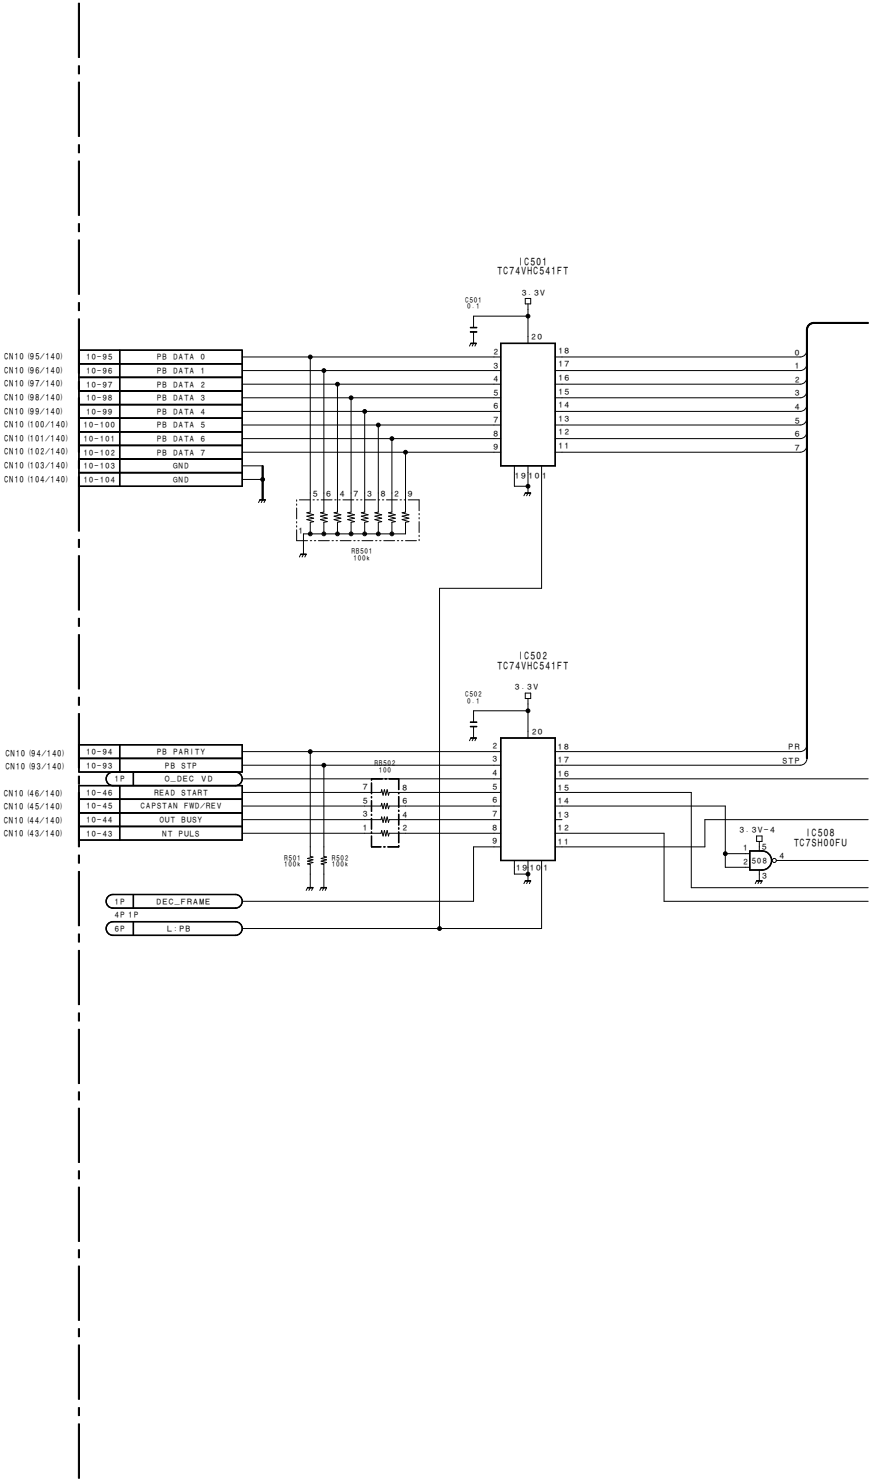 IC501
TC74VHC541FT
3.3V
C501
0.1
20
CN10 (95/140) 10-95 PB DATA 0 2 18 0
CN10 (96/140) 10-96 PB DATA 1 3 17 1
CN10 (97/140) 10-97 PB DATA 2 4 16 2
CN10 (98/140) 10-98 PB DATA 3 5 15 3
CN10 (99/140) 10-99 PB DATA 4 6 14 4
CN10 (100/140) 10-100 PB DATA 5 7 13 5
CN10 (101/140) 10-101 PB DATA 6 8 12 6
CN10 (102/140) 10-102 PB DATA 7 9 11 7
CN10 (103/140) 10-103 GND
CN10 (104/140) 10-104 GND
19 10 1
5 6 4 7 3 8 2 9
1
RB501
100k
IC502
TC74VHC541FT
3.3V
C502
0.1
20
CN10 (94/140) 10-94 PB PARITY 2 18 PR
CN10 (93/140) 10-93 PB STP 3 17 STP
RB502
100
1P O_DEC VD 4 16
CN10 (46/140) 10-46 READ START 7 8 5 15
CN10 (45/140) 10-45 CAPSTAN FWD/REV 5 6 6 14
CN10 (44/140) 10-44 OUT BUSY 3 4 7 13
CN10 (43/140) 10-43 NT PULS 1 2 8 12
9 11
3.3V-4
IC508
TC7SH00FU
5
1
2
508
4
3
R501
100k
R502
100k
19 10 1
1P DEC_FRAME
4P 1P
6P L:PB